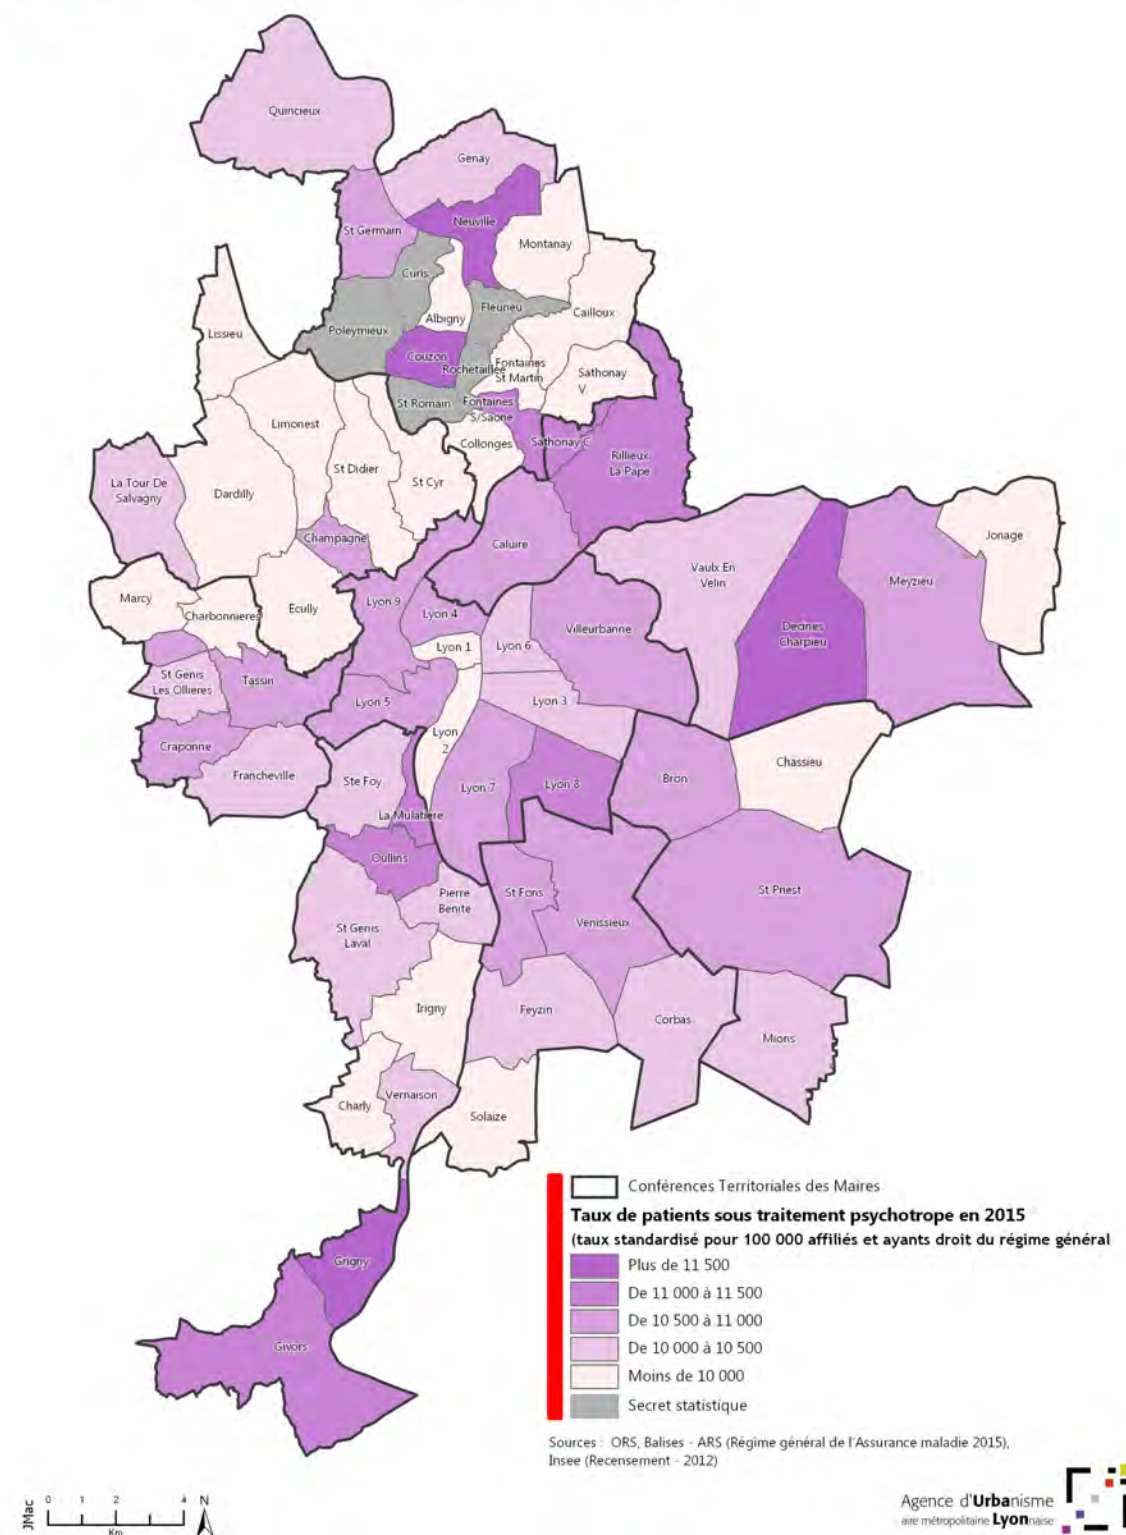 Quincieux
Genay
Neuville
St Germain
Montanay
Curis
Fleurieu
Cailloux
Albigny
Lissieu
Poleymieux
Couzon
Rochetaillée
Fontaines
St Martin
Sathonay
V
St Romain
Fontaines
S/Saone
Limonest
Collonges
Sathonay C
Rillieux
La Pape
St Didier
St Cyr
La Tour De
Salvagny
Dardilly
Champagne
Caluire
Jonage
Vaulx En
Velin
Meyzieu
Marcy
Charbonnieres
Ecully
Lyon 9
Lyon 4
Villeurbanne
Decines
Charpieu
Lyon 1
Lyon 6
St Genis
Les Ollieres
Tassin
Lyon 5
Lyon 3
Craponne
Lyon
2
Francheville
Ste Foy
Lyon 7
Lyon 8
Bron
Chassieu
La Mulatiere
Oullins
Pierre
Benite
St Fons
St Priest
St Genis
Laval
Venissieux
Irigny
Feyzin
Corbas
Mions
Charly
Vernaison
Solaize
Grigny
Givors
Conférences Territoriales des Maires
Taux de patients sous traitement psychotrope en 2015
(taux standardisé pour 100 000 affiliés et ayants droit du régime général
Plus de 11 500
De 11 000 à 11 500
De 10 500 à 11 000
De 10 000 à 10 500
Moins de 10 000
Secret statistique
Sources : ORS, Balises - ARS (Régime général de l'Assurance maladie 2015),
Insee (Recensement - 2012)
JMac
0 1 2 4
Km
N
Agence d'Urbanisme
aire métropolitaine Lyonnaise